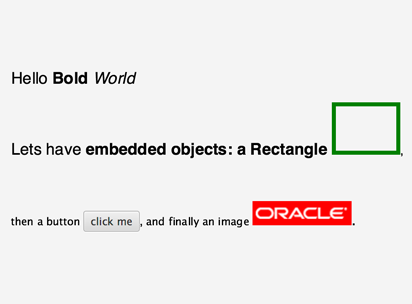 Hello Bold World
Lets have embedded objects: a Rectangle ,
then a button click me, and finally an image ORACLE®.